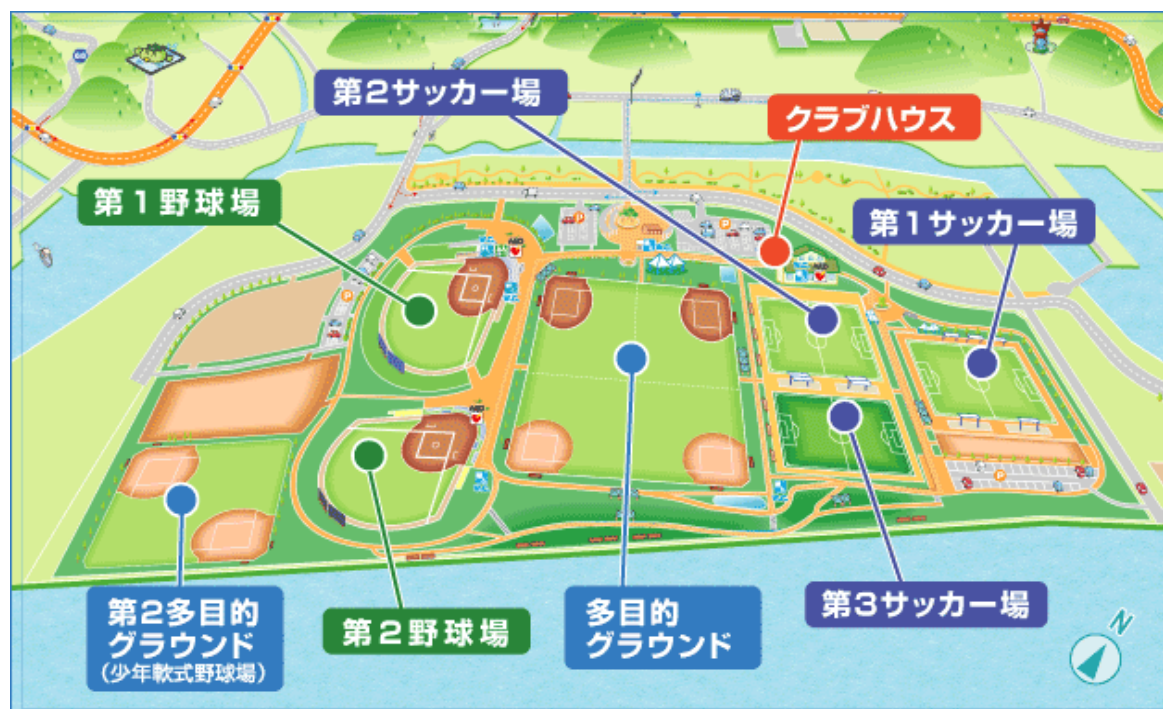 第2サッカー場
クラブハウス
第1野球場
第1サッカー場
第2多目的
グラウンド
(少年軟式野球場)
第2野球場
多目的
グラウンド
第3サッカー場
N
P
P
P
P
AED
AED
AED